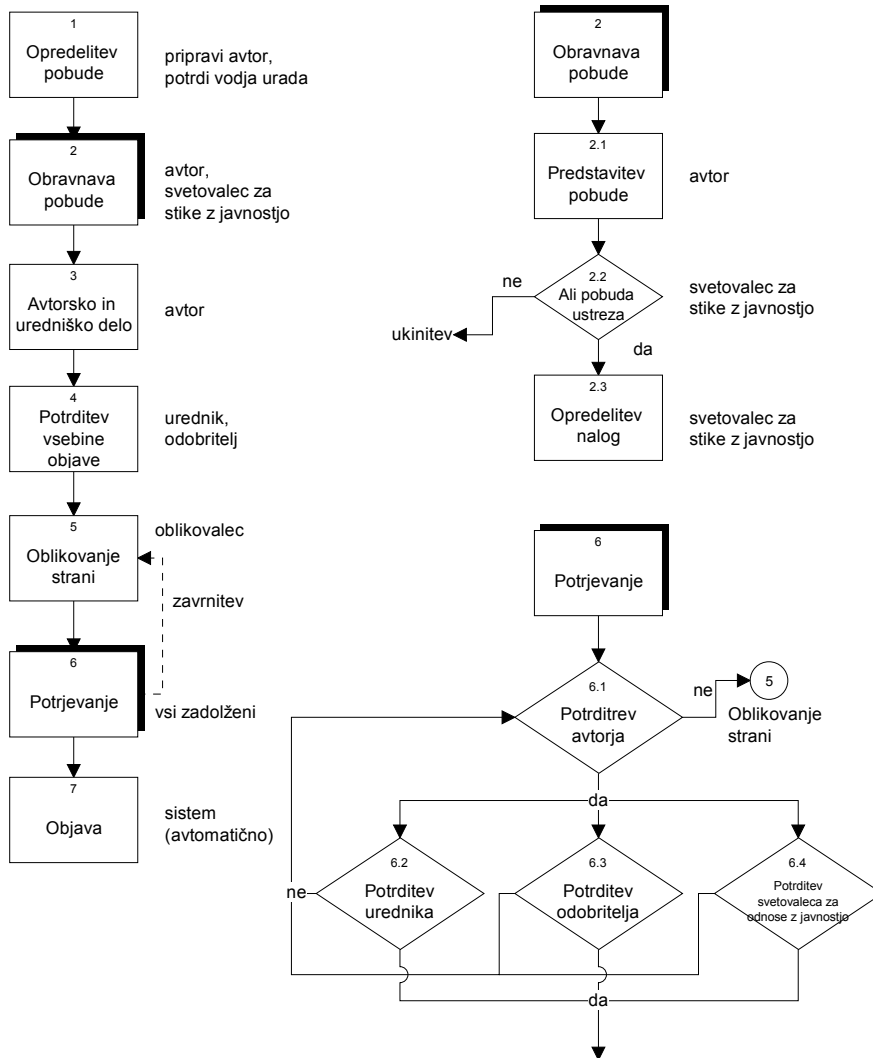 1
Opredelitev
pobude
pripravi avtor,
potrdi vodja urada
2
Obravnava
pobude
avtor,
svetovalec za
stike z javnostjo
3
Avtorsko in
uredniško delo
avtor
4
Potrditev
vsebine
objave
urednik,
odobritelj
5
Oblikovanje
strani
oblikovalec
zavrnitev
6
Potrjevanje
vsi zadolženi
7
Objava
sistem
(avtomatično)
2
Obravnava
pobude
2.1
Predstavitev
pobude
avtor
2.2
Ali pobuda
ustreza
svetovalec za
stike z javnostjo
ne
ukinitev
da
2.3
Opredelitev
nalog
svetovalec za
stike z javnostjo
6
Potrjevanje
6.1
Potrditrev
avtorja
ne
5
Oblikovanje
strani
da
6.2
Potrditev
urednika
ne
6.3
Potrditev
odobritelja
6.4
Potrditev
svetovaleca za
odnose z javnostjo
da